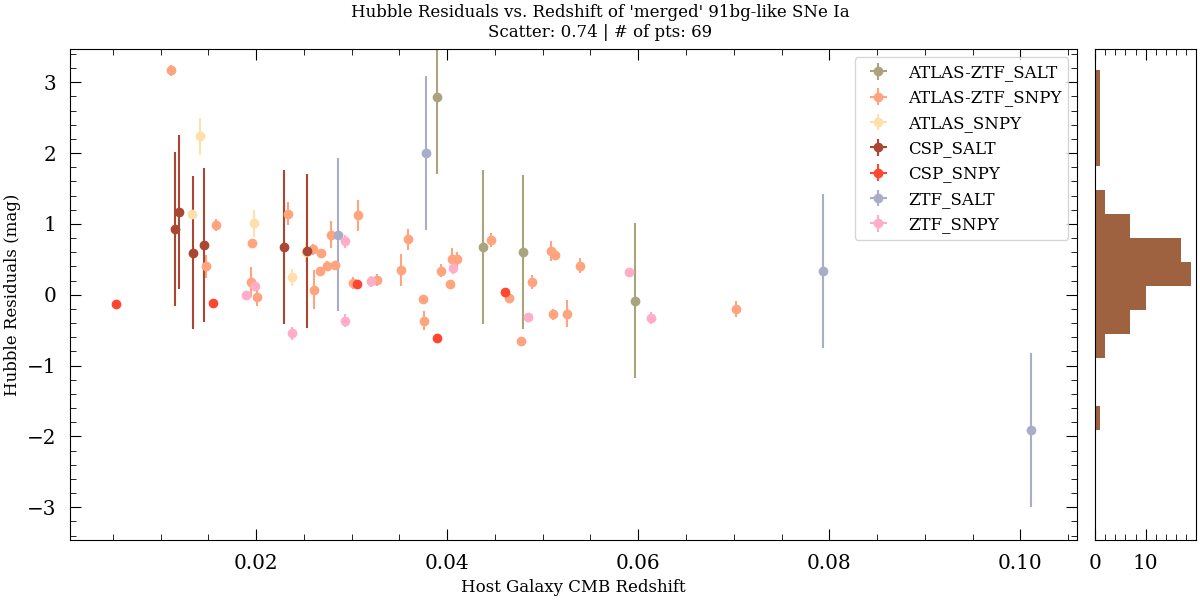 Hubble Residuals vs. Redshift of 'merged' 91bg-like SNe Ia
Scatter: 0.74 | # of pts: 69
ATLAS-ZTF_SALT
ATLAS-ZTF_SNPY
ATLAS_SNPY
CSP_SALT
CSP_SNPY
ZTF_SALT
ZTF_SNPY
Hubble Residuals (mag)
3
2
1
0
−1
−2
−3
0.02 0.04 0.06 0.08 0.10
0 10
Host Galaxy CMB Redshift